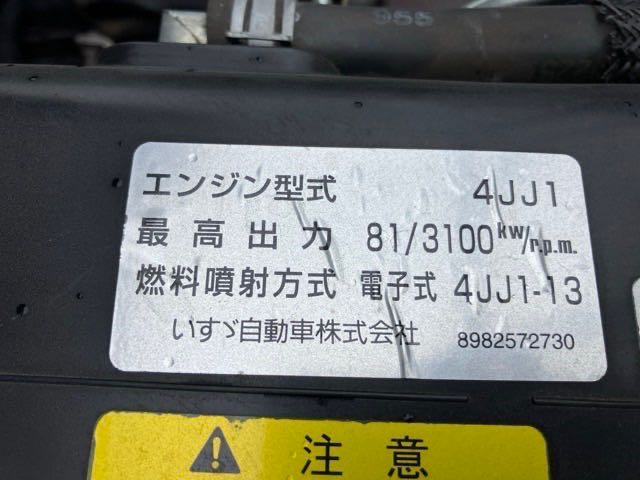 955
エンジン型式 4JJ1
最高出力 81/3100kW/r.p.m.
燃料噴射方式 電子式 4JJ1-13
いすゞ自動車株式会社 8982572730
注意